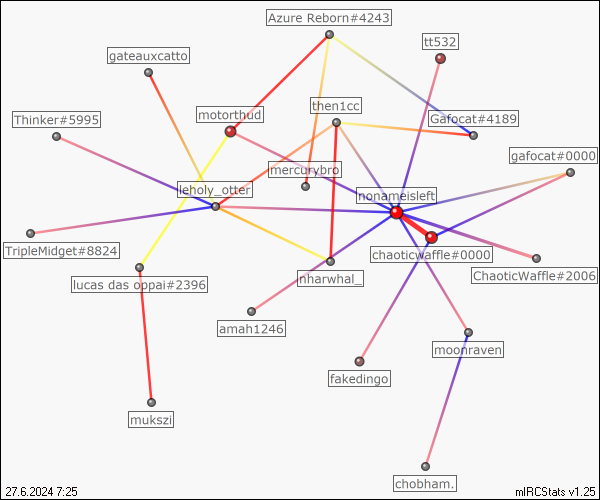 Azure Reborn#4243
tt532
gateauxcatto
then1cc
motorthud
Thinker#5995
Gafocat#4189
gafocat#0000
mercurybro
leholy_otter
nonameisleft
TripleMidget#8824
chaoticwaffle#0000
ChaoticWaffle#2006
nharwhal_
lucas das oppai#2396
amah1246
moonraven
fakedingo
mukszi
chobham.
27.6.2024 7:25
mIRCStats v1.25